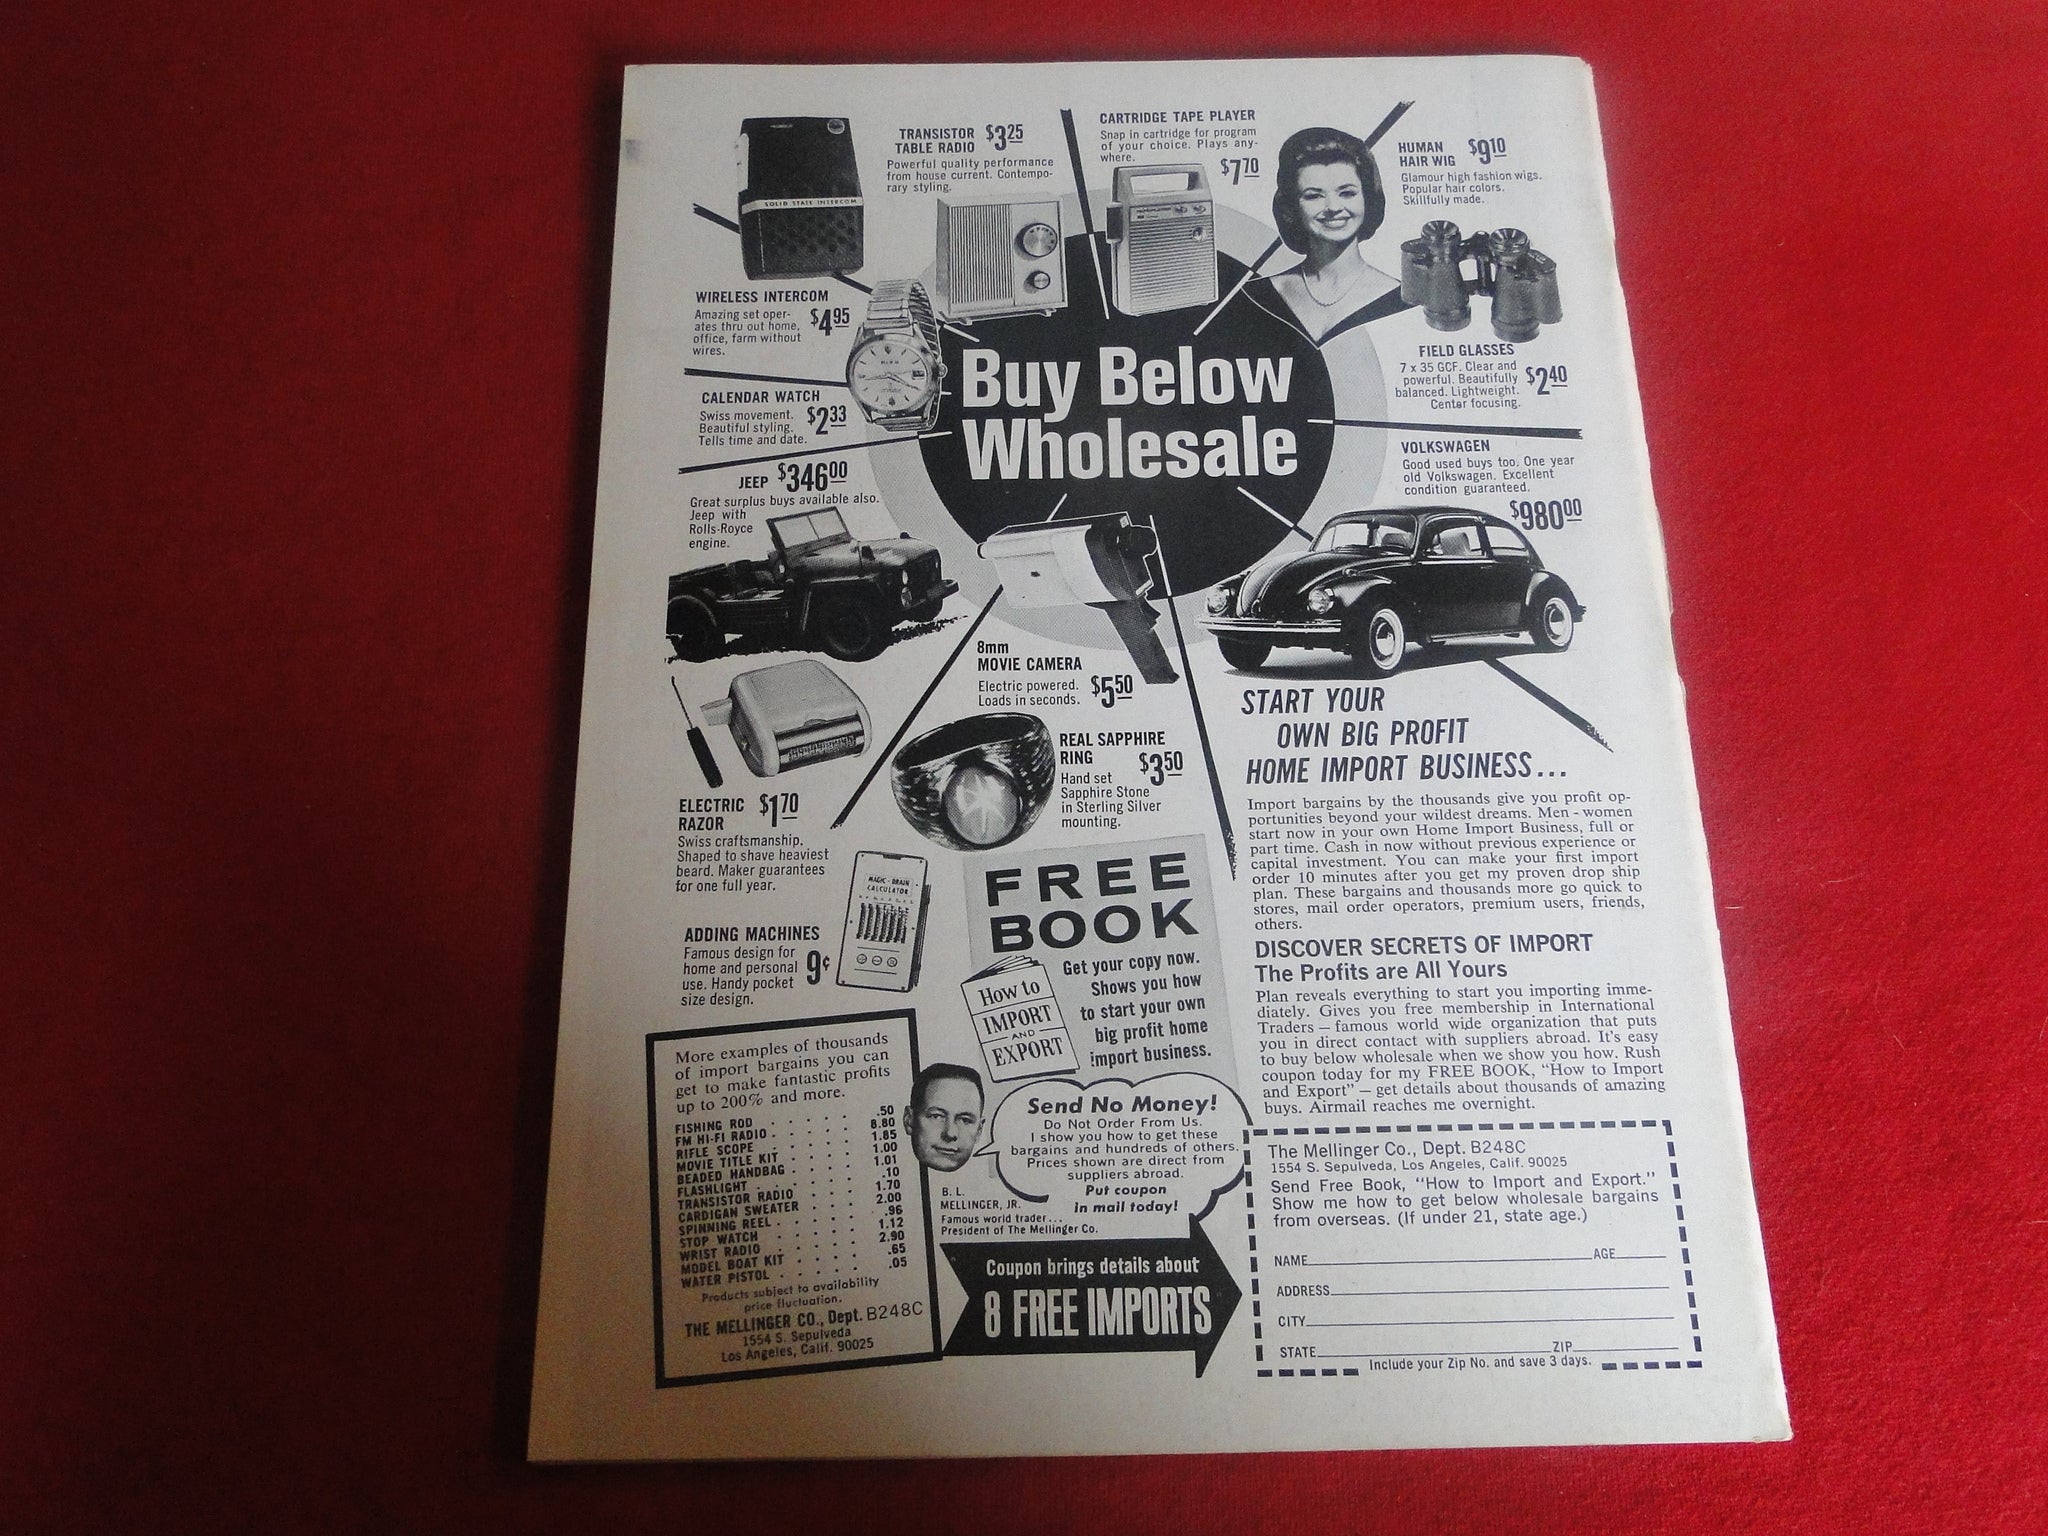 SOLID STATE INTERCOM
TRANSISTOR
TABLE RADIO
$3.25
Powerful quality performance
from house current. Contempo-
rary styling.
CARTRIDGE TAPE PLAYER
Snap in cartridge for program
of your choice. Plays any-
where.
$7.70
HUMAN
HAIR WIG
$9.10
Glamour high fashion wigs.
Popular hair colors.
Skillfully made.
WIRELESS INTERCOM
Amazing set oper-
ates thru out home,
office, farm without
wires.
$4.95
FIELD GLASSES
7 x 35 GCF. Clear and
powerful. Beautifully
balanced. Lightweight.
Center focusing.
$2.40
Buy Below
Wholesale
CALENDAR WATCH
Swiss movement.
Beautiful styling.
Tells time and date.
$2.33
VOLKSWAGEN
Good used buys too. One year
old Volkswagen. Excellent
condition guaranteed.
$980.00
JEEP $346.00
Great surplus buys available also.
Jeep with
Rolls-Royce
engine.
8mm
MOVIE CAMERA
Electric powered.
Loads in seconds.
$5.50
REAL SAPPHIRE
RING
$3.50
Hand set
Sapphire Stone
in Sterling Silver
mounting.
ELECTRIC
RAZOR
$1.70
Swiss craftsmanship.
Shaped to shave heaviest
beard. Maker guarantees
for one full year.
MAGIC-BRAIN
CALCULATOR
ADDING MACHINES
Famous design for
home and personal
use. Handy pocket
size design.
9¢
FREE
BOOK
Get your copy now.
Shows you how
to start your own
big profit home
import business.
How to
IMPORT
AND
EXPORT
START YOUR
OWN BIG PROFIT
HOME IMPORT BUSINESS...
Import bargains by the thousands give you profit op-
portunities beyond your wildest dreams. Men-women
start now in your own Home Import Business, full or
part time. Cash in now without previous experience or
capital investment. You can make your first import
order 10 minutes after you get my proven drop ship
plan. These bargains and thousands more go quick to
stores, mail order operators, premium users, friends,
others.
DISCOVER SECRETS OF IMPORT
The Profits are All Yours
Plan reveals everything to start you importing imme-
diately. Gives you free membership in International
Traders — famous world wide organization that puts
you in direct contact with suppliers abroad. It's easy
to buy below wholesale when we show you how. Rush
coupon today for my FREE BOOK, "How to Import
and Export" — get details about thousands of amazing
buys. Airmail reaches me overnight.
More examples of thousands
of import bargains you can
get to make fantastic profits
up to 200% and more.
FISHING ROD . . . . .50
FM HI-FI RADIO . . . . 8.80
RIFLE SCOPE . . . . 1.85
MOVIE TITLE KIT . . . . 1.00
BEADED HANDBAG . . . . 1.01
FLASHLIGHT . . . . .10
TRANSISTOR RADIO . . . . 1.70
CARDIGAN SWEATER . . . . 2.00
SPINNING REEL . . . . .96
STOP WATCH . . . . 1.12
WRIST RADIO . . . . 2.90
MODEL BOAT KIT . . . . .65
WATER PISTOL . . . . .05
Products subject to availability
price fluctuation.
THE MELLINGER CO., Dept. B248C
1554 S. Sepulveda
Los Angeles, Calif. 90025
Send No Money!
Do Not Order From Us.
I show you how to get these
bargains and hundreds of others.
Prices shown are direct from
suppliers abroad.
Put coupon
in mail today!
B. L.
MELLINGER, JR.
Famous world trader...
President of The Mellinger Co.
Coupon brings details about
8 FREE IMPORTS
The Mellinger Co., Dept. B248C
1554 S. Sepulveda, Los Angeles, Calif. 90025
Send Free Book, "How to Import and Export."
Show me how to get below wholesale bargains
from overseas. (If under 21, state age.)
NAME AGE
ADDRESS
CITY
STATE ZIP
Include your Zip No. and save 3 days.